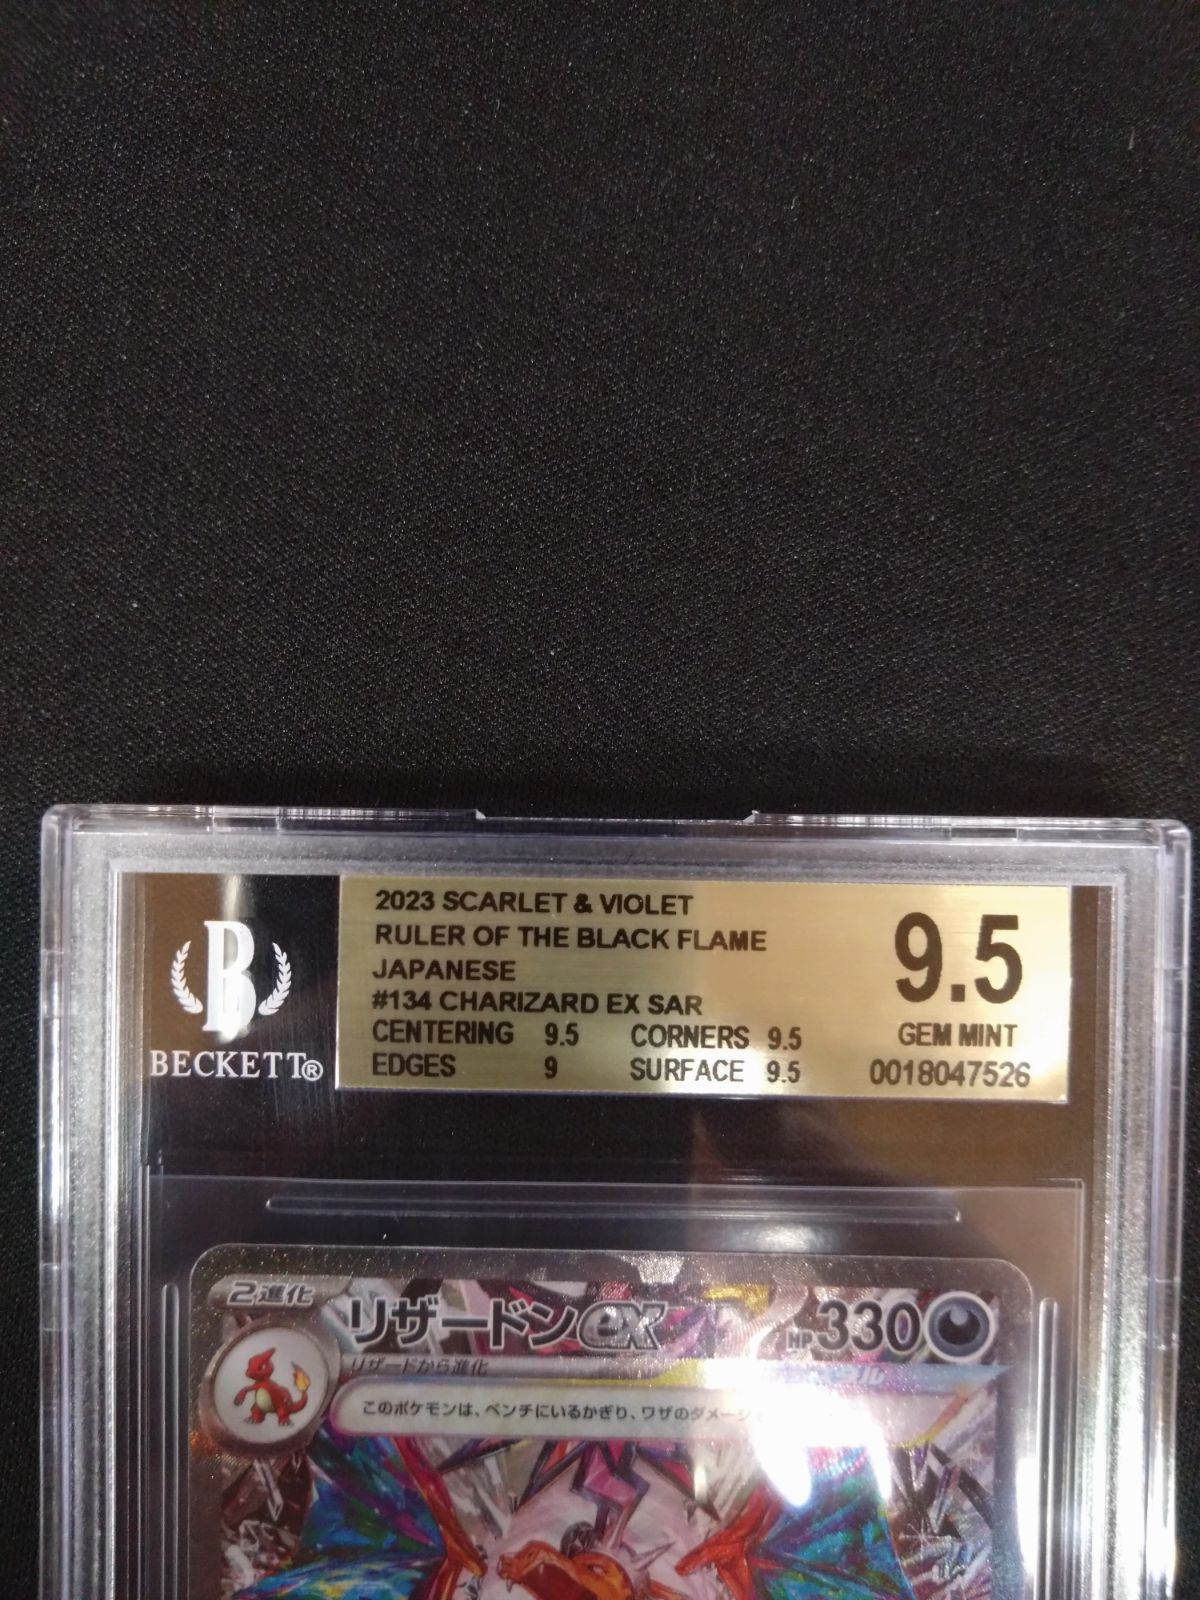 2023 SCARLET & VIOLET
RULER OF THE BLACK FLAME
JAPANESE
#134 CHARIZARD EX SAR
CENTERING 9.5 CORNERS 9.5
EDGES 9 SURFACE 9.5
9.5
GEM MINT
0018047526
B
BECKETT®
2進化
リザードンex
HP330
リザードから進化
このポケモンは、ベンチにいるかぎり、ワザのダメージ